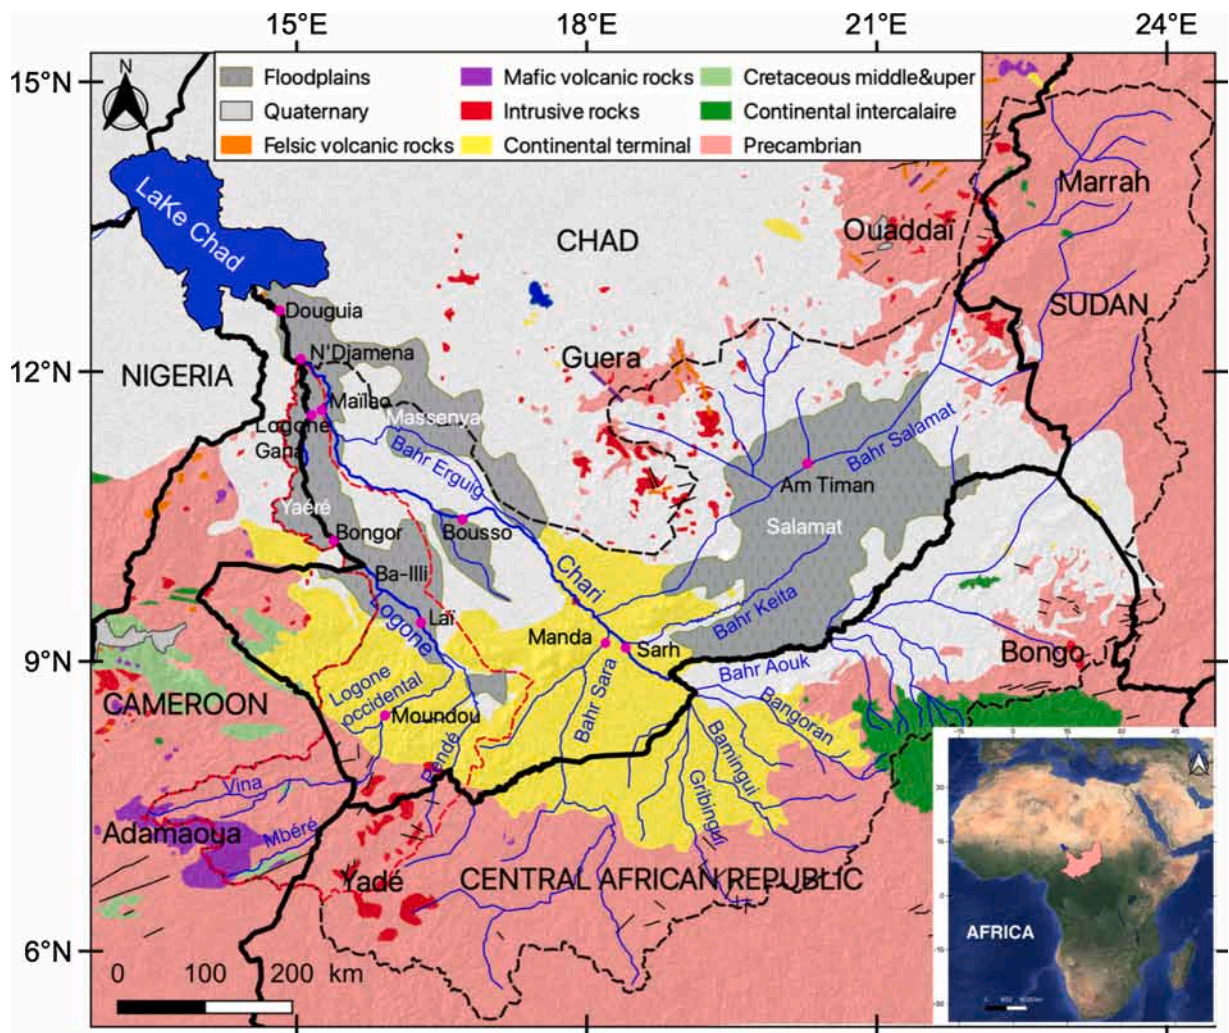 15°E
18°E
21°E
24°E
15°N
12°N
9°N
6°N
N
Floodplains
Quaternary
Felsic volcanic rocks
Mafic volcanic rocks
Intrusive rocks
Continental terminal
Cretaceous middle&uper
Continental intercalaire
Precambrian
LaKe Chad
CHAD
Ouaddaï
Marrah
SUDAN
Douguia
N'Djamena
NIGERIA
Guera
Maïlao
Massenya
Logone
Gana
Bahr Erguig
Bahr Salamat
Am Timan
Yaéré
Bongor
Bousso
Salamat
Ba-Illi
Chari
Logone
Laï
Bahr Keita
Manda
Sarh
Bahr Aouk
Bongo
CAMEROON
Logone
occidental
Moundou
Bahr Sara
Bangoran
Bamingui
Gribingui
Pendé
Vina
Adamaoua
Mbéré
Yadé
CENTRAL AFRICAN REPUBLIC
0 100 200 km
AFRICA